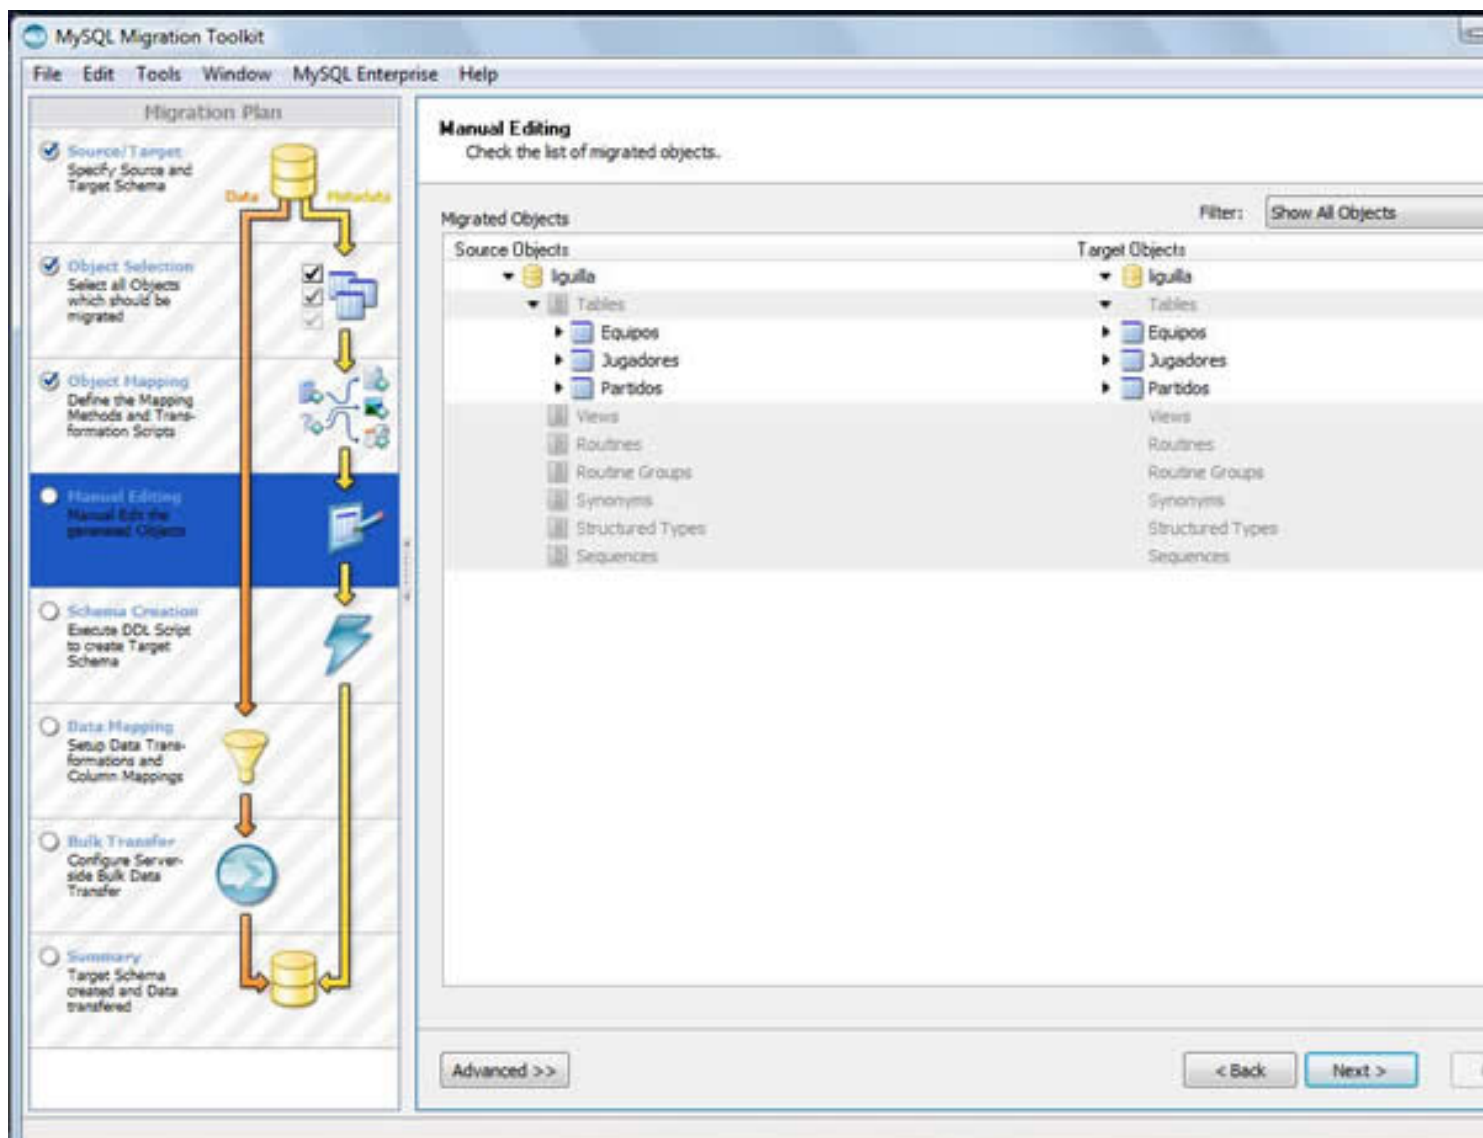 MySQL Migration Toolkit
File Edit Tools Window MySQL Enterprise Help
Migration Plan
Source/Target
Specify Source and
Target Schema
Data
Metadata
Object Selection
Select all Objects
which should be
migrated
Object Mapping
Define the Mapping
Methods and Trans-
formation Scripts
Manual Editing
Manual Edit the
generated Objects
Schema Creation
Execute DDL Script
to create Target
Schema
Data Mapping
Setup Data Trans-
formations and
Column Mappings
Bulk Transfer
Configure Server-
side Bulk Data
Transfer
Summary
Target Schema
created and Data
transfered
Manual Editing
Check the list of migrated objects.
Migrated Objects
Filter: Show All Objects
Source Objects Target Objects
liguilla liguilla
Tables Tables
Equipos Equipos
Jugadores Jugadores
Partidos Partidos
Views Views
Routines Routines
Routine Groups Routine Groups
Synonyms Synonyms
Structured Types Structured Types
Sequences Sequences
Advanced >> < Back Next >